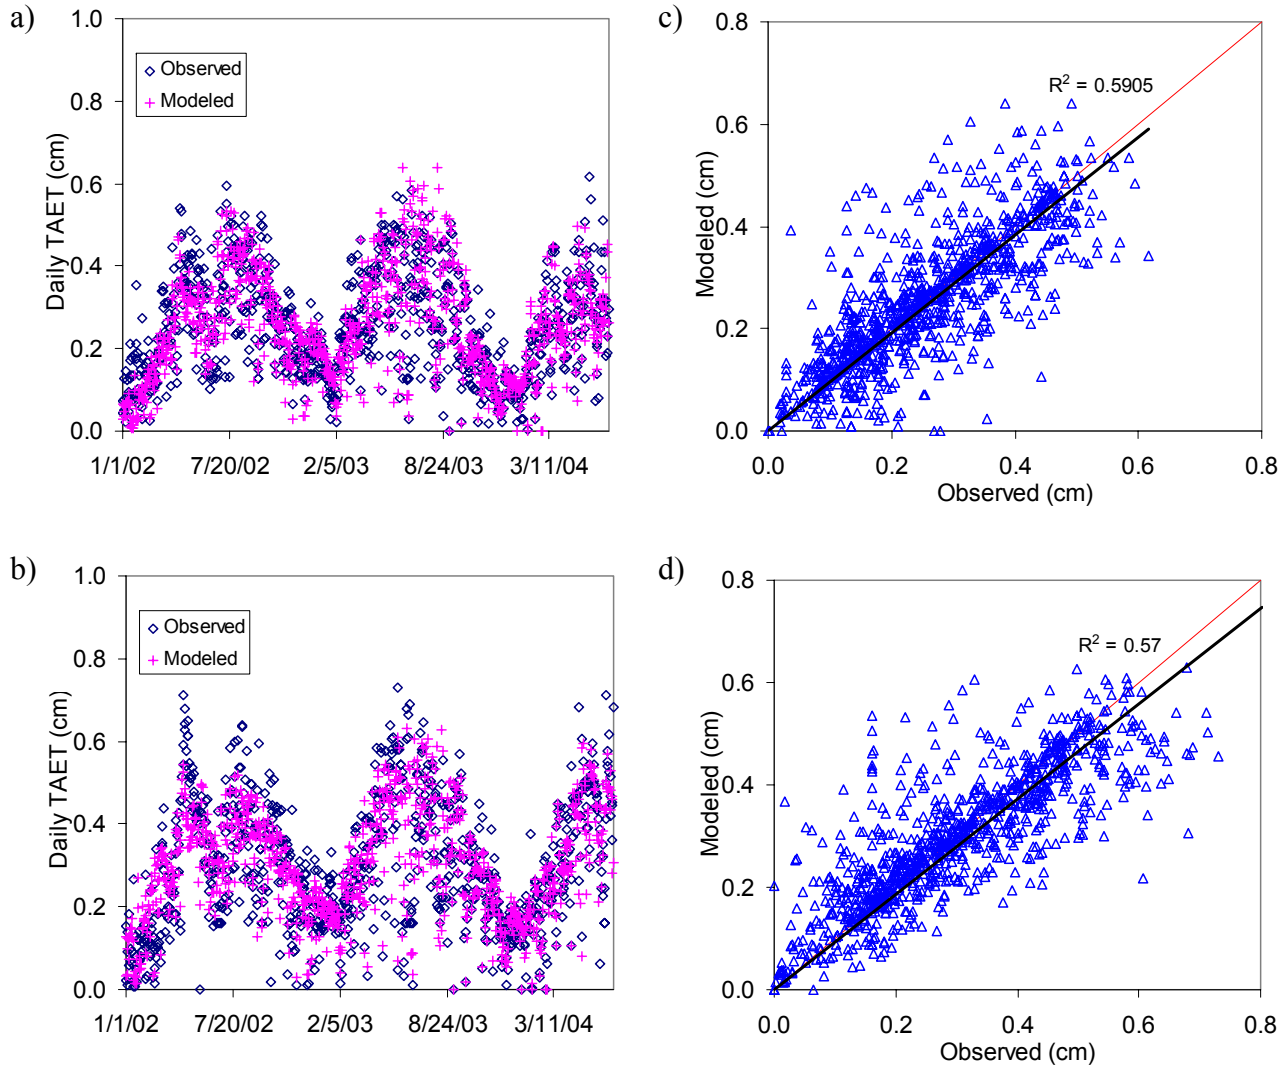 a)
1.0
0.8
0.6
0.4
0.2
0.0
Daily TAET (cm)
Observed
Modeled
1/1/02 7/20/02 2/5/03 8/24/03 3/11/04
c)
0.8
0.6
0.4
0.2
0.0
Modeled (cm)
R² = 0.5905
0.0 0.2 0.4 0.6 0.8
Observed (cm)
b)
1.0
0.8
0.6
0.4
0.2
0.0
Daily TAET (cm)
Observed
Modeled
1/1/02 7/20/02 2/5/03 8/24/03 3/11/04
d)
0.8
0.6
0.4
0.2
0.0
Modeled (cm)
R² = 0.57
0.0 0.2 0.4 0.6 0.8
Observed (cm)